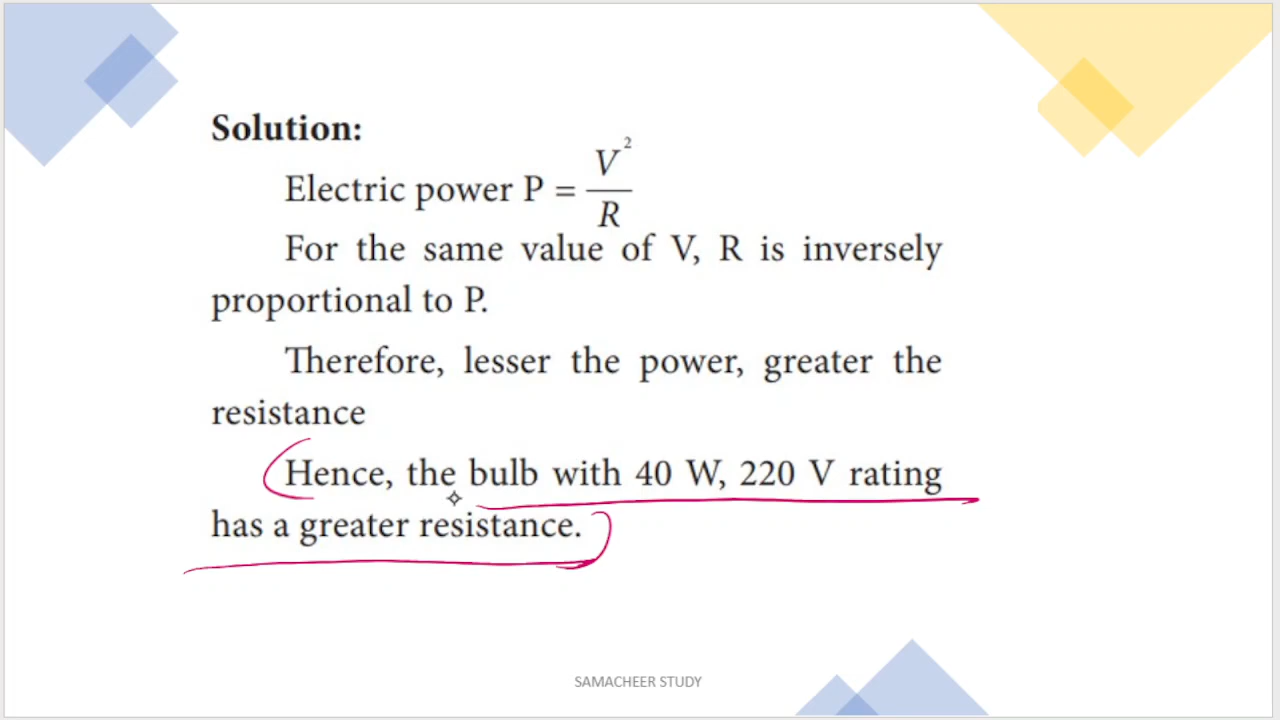 Solution:
Electric power P = V²/R
For the same value of V, R is inversely
proportional to P.
Therefore, lesser the power, greater the
resistance
Hence, the bulb with 40 W, 220 V rating
has a greater resistance.
SAMACHEER STUDY